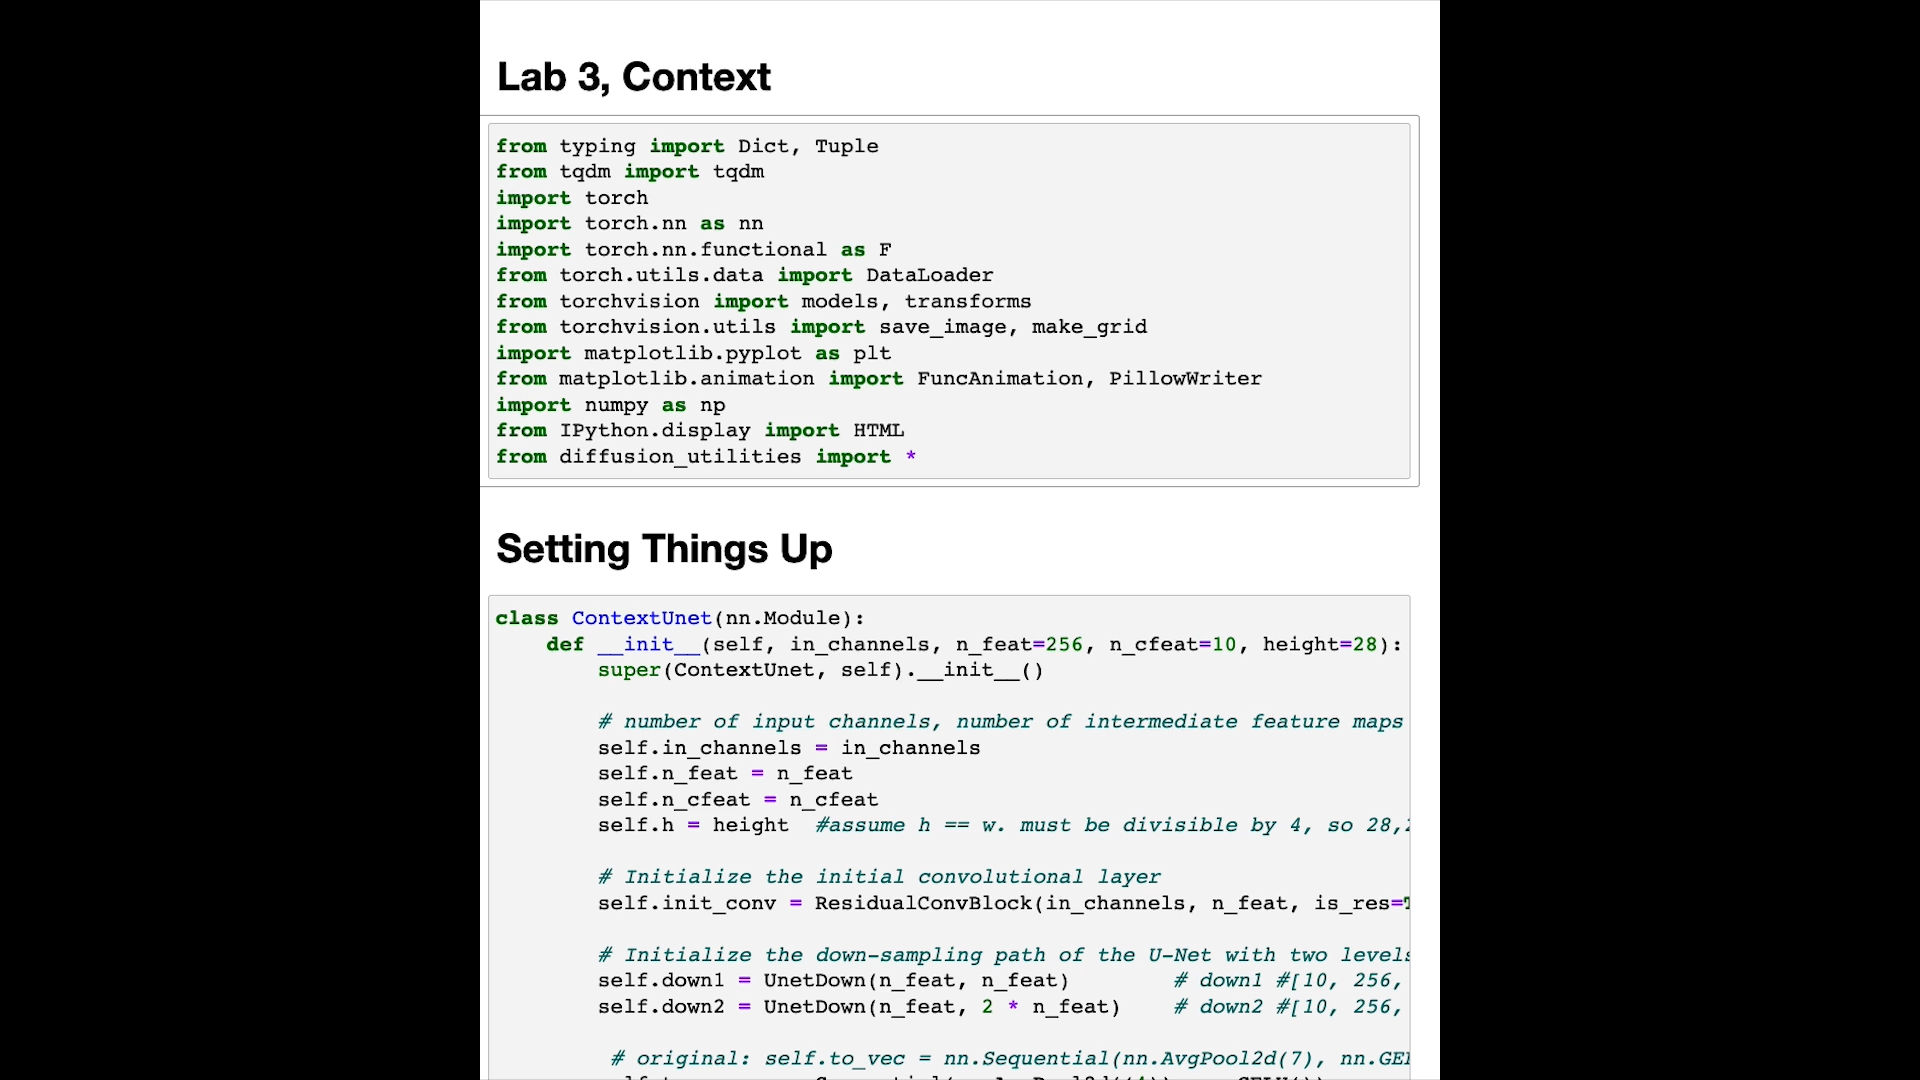 Lab 3, Context
from typing import Dict, Tuple
from tqdm import tqdm
import torch
import torch.nn as nn
import torch.nn.functional as F
from torch.utils.data import DataLoader
from torchvision import models, transforms
from torchvision.utils import save_image, make_grid
import matplotlib.pyplot as plt
from matplotlib.animation import FuncAnimation, PillowWriter
import numpy as np
from IPython.display import HTML
from diffusion_utilities import *
Setting Things Up
class ContextUnet(nn.Module):
    def __init__(self, in_channels, n_feat=256, n_cfeat=10, height=28):
        super(ContextUnet, self).__init__()
        # number of input channels, number of intermediate feature maps
        self.in_channels = in_channels
        self.n_feat = n_feat
        self.n_cfeat = n_cfeat
        self.h = height  #assume h == w. must be divisible by 4, so 28,
        # Initialize the initial convolutional layer
        self.init_conv = ResidualConvBlock(in_channels, n_feat, is_res=
        # Initialize the down-sampling path of the U-Net with two levels
        self.down1 = UnetDown(n_feat, n_feat)        # down1 #[10, 256,
        self.down2 = UnetDown(n_feat, 2 * n_feat)    # down2 #[10, 256,
         # original: self.to_vec = nn.Sequential(nn.AvgPool2d(7), nn.